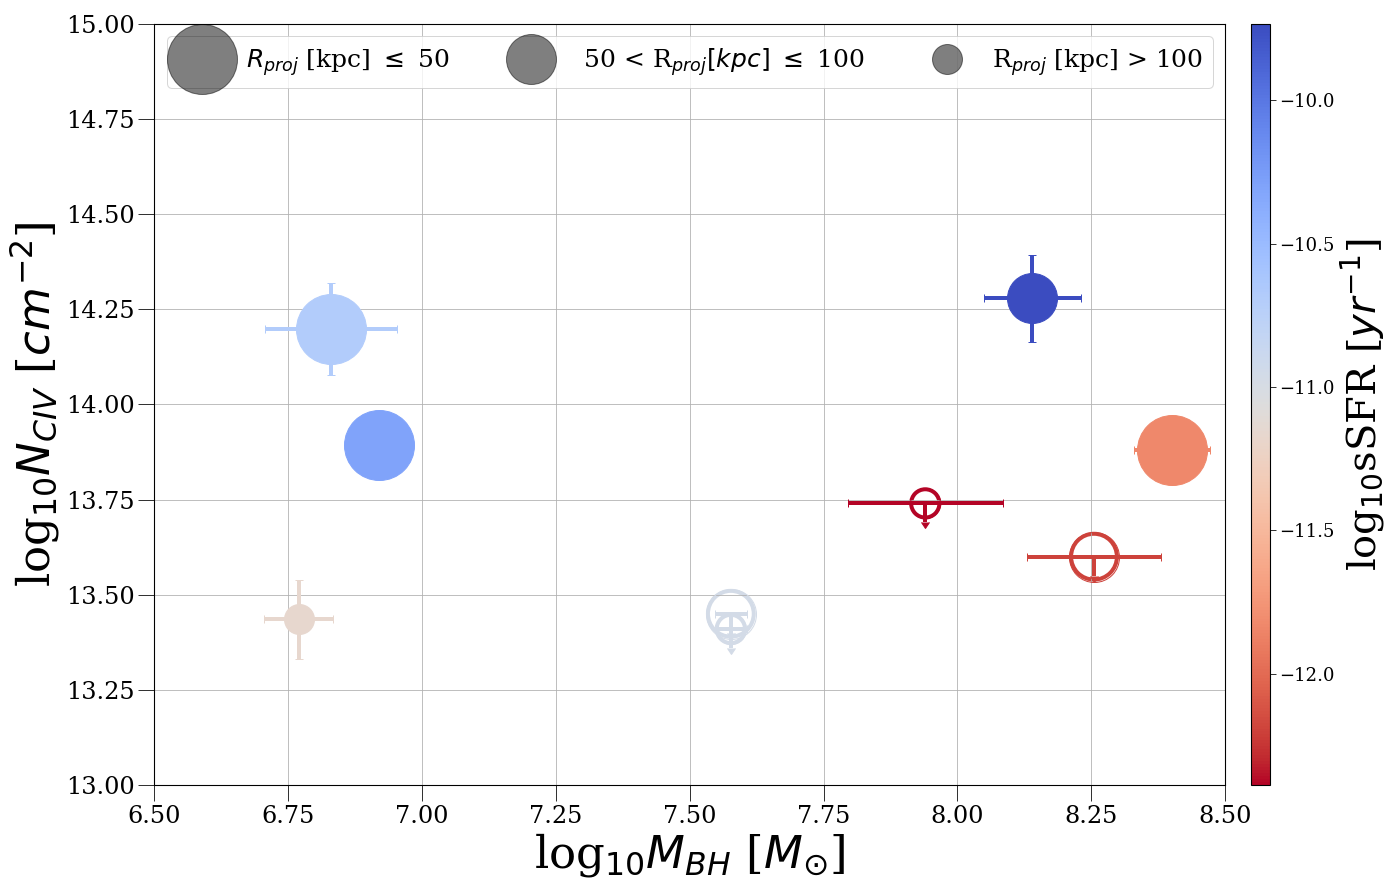 R_proj [kpc] ≤ 50
50 < R_proj[kpc] ≤ 100
R_proj [kpc] > 100
15.00
14.75
14.50
14.25
14.00
13.75
13.50
13.25
13.00
log₁₀N_CIV [cm⁻²]
6.50 6.75 7.00 7.25 7.50 7.75 8.00 8.25 8.50
log₁₀M_BH [M_⊙]
−10.0
−10.5
−11.0
−11.5
−12.0
log₁₀sSFR [yr⁻¹]